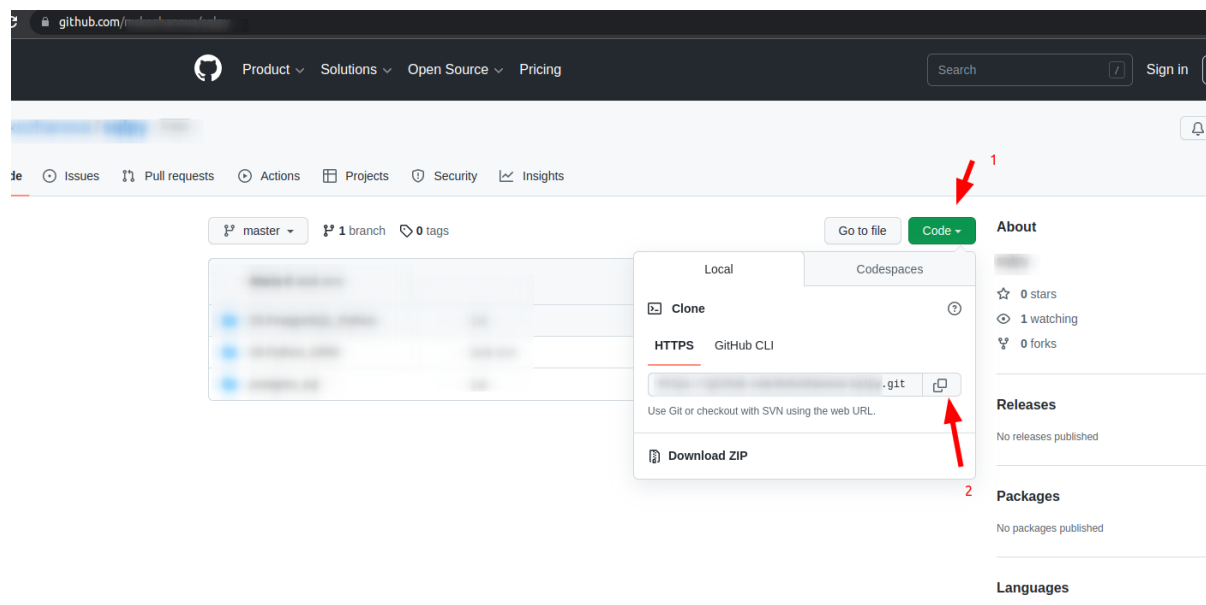 github.com/
Product Solutions Open Source Pricing
Search / Sign in
1
de Issues Pull requests Actions Projects Security Insights
master 1 branch 0 tags Go to file Code About
Local Codespaces
0 stars
Clone
1 watching
HTTPS GitHub CLI
0 forks
.git
Use Git or checkout with SVN using the web URL.
Releases
No releases published
Download ZIP
2
Packages
No packages published
Languages